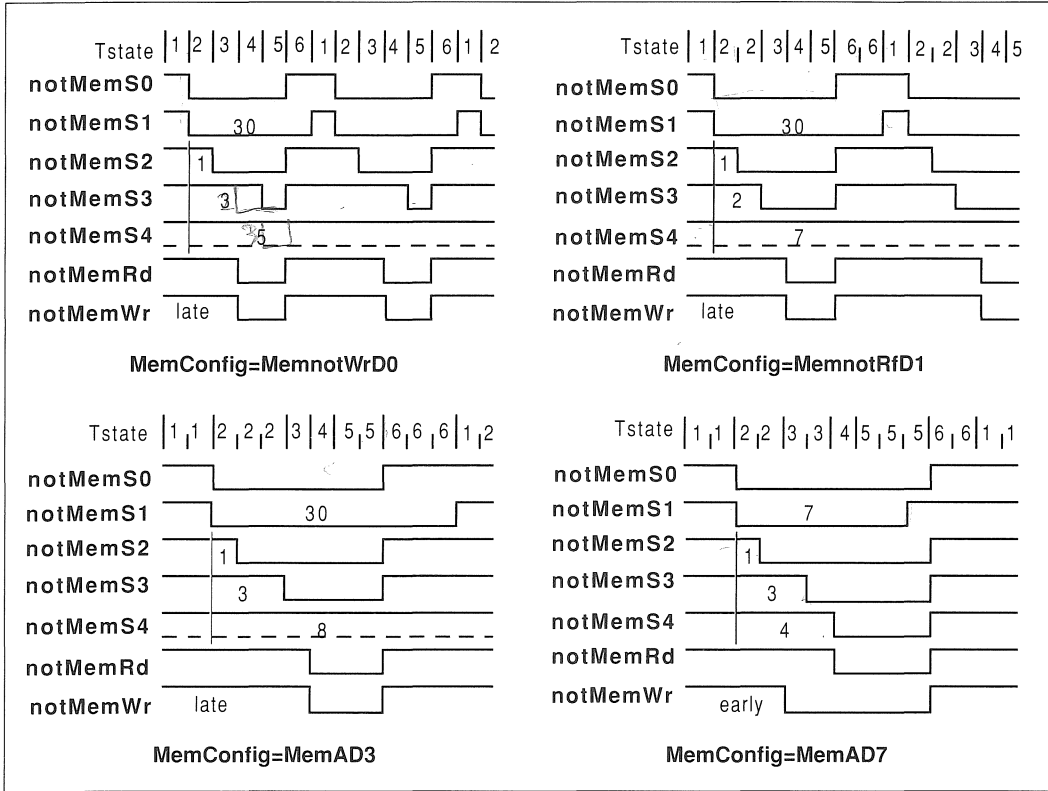 Tstate |1|2|3|4|5|6|1|2|3|4|5|6|1|2
notMemS0
notMemS1 30
notMemS2 1
notMemS3 3
notMemS4 5
notMemRd
notMemWr late
MemConfig=MemnotWrD0
Tstate |1|2|2|3|4|5|6|6|1|2|2|3|4|5
notMemS0
notMemS1 30
notMemS2 1
notMemS3 2
notMemS4 7
notMemRd
notMemWr late
MemConfig=MemnotRfD1
Tstate |1|1|2|2|2|3|4|5|5|6|6|6|1|2
notMemS0
notMemS1 30
notMemS2 1
notMemS3 3
notMemS4 8
notMemRd
notMemWr late
MemConfig=MemAD3
Tstate |1|1|2|2|3|3|4|5|5|5|6|6|1|1
notMemS0
notMemS1 7
notMemS2 1
notMemS3 3
notMemS4 4
notMemRd
notMemWr early
MemConfig=MemAD7